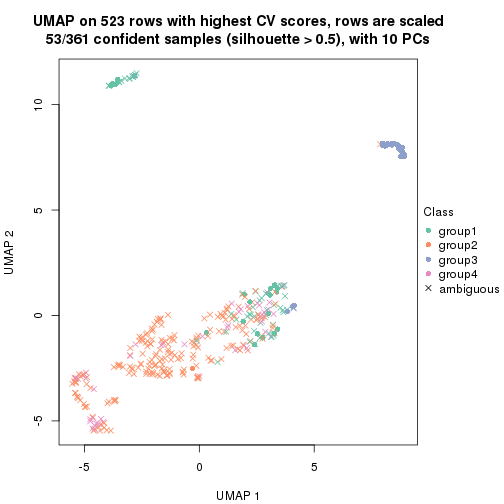 UMAP on 523 rows with highest CV scores, rows are scaled
53/361 confident samples (silhouette > 0.5), with 10 PCs
10
5
0
-5
UMAP 2
-5
0
5
UMAP 1
Class
group1
group2
group3
group4
ambiguous